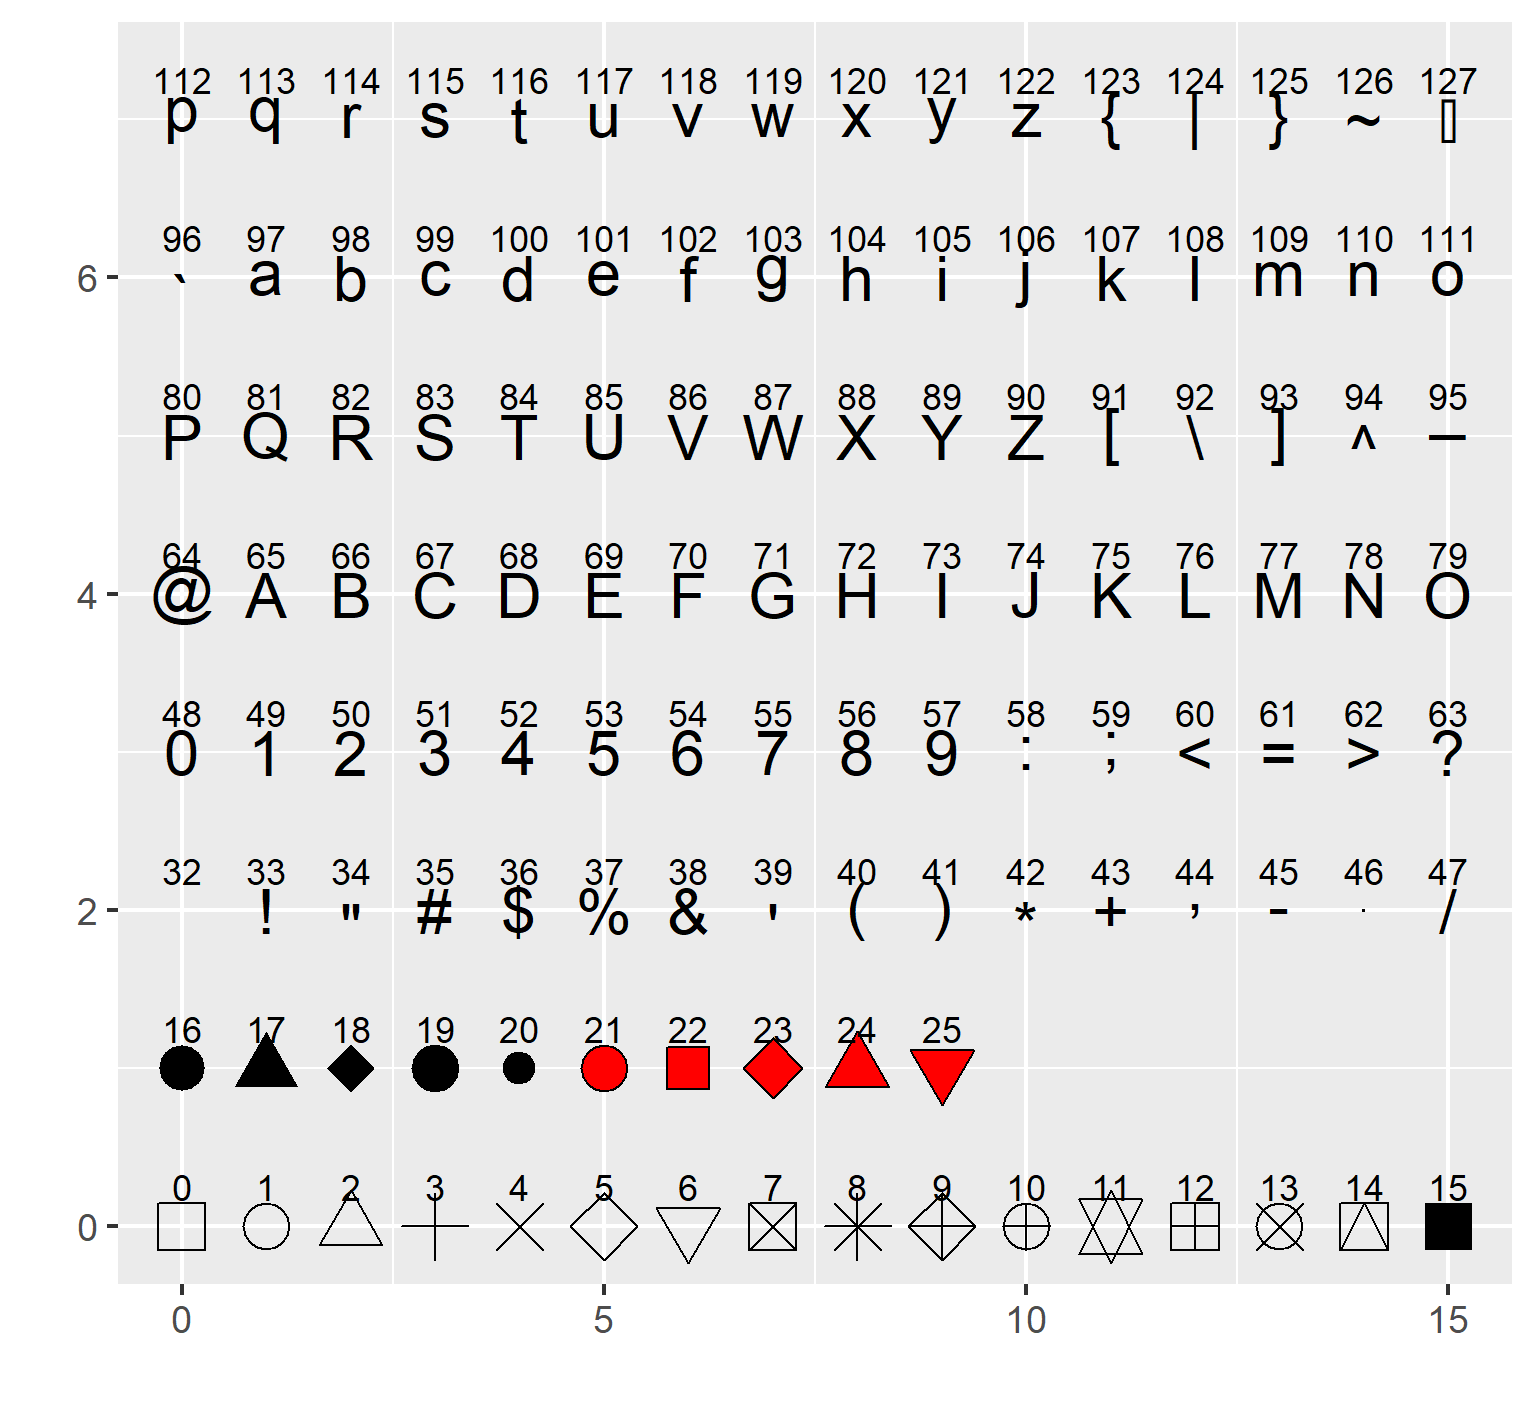 112 113 114 115 116 117 118 119 120 121 122 123 124 125 126 127
p q r s t u v w x y z { | } ~ ▯
96 97 98 99 100 101 102 103 104 105 106 107 108 109 110 111
6 ` a b c d e f g h i j k l m n o
80 81 82 83 84 85 86 87 88 89 90 91 92 93 94 95
P Q R S T U V W X Y Z [ \ ] ^ _
64 65 66 67 68 69 70 71 72 73 74 75 76 77 78 79
4 @ A B C D E F G H I J K L M N O
48 49 50 51 52 53 54 55 56 57 58 59 60 61 62 63
0 1 2 3 4 5 6 7 8 9 : ; < = > ?
32 33 34 35 36 37 38 39 40 41 42 43 44 45 46 47
2 ! " # $ % & ' ( ) * + , - . /
16 17 18 19 20 21 22 23 24 25
0 1 2 3 4 5 6 7 8 9 10 11 12 13 14 15
0
0 5 10 15